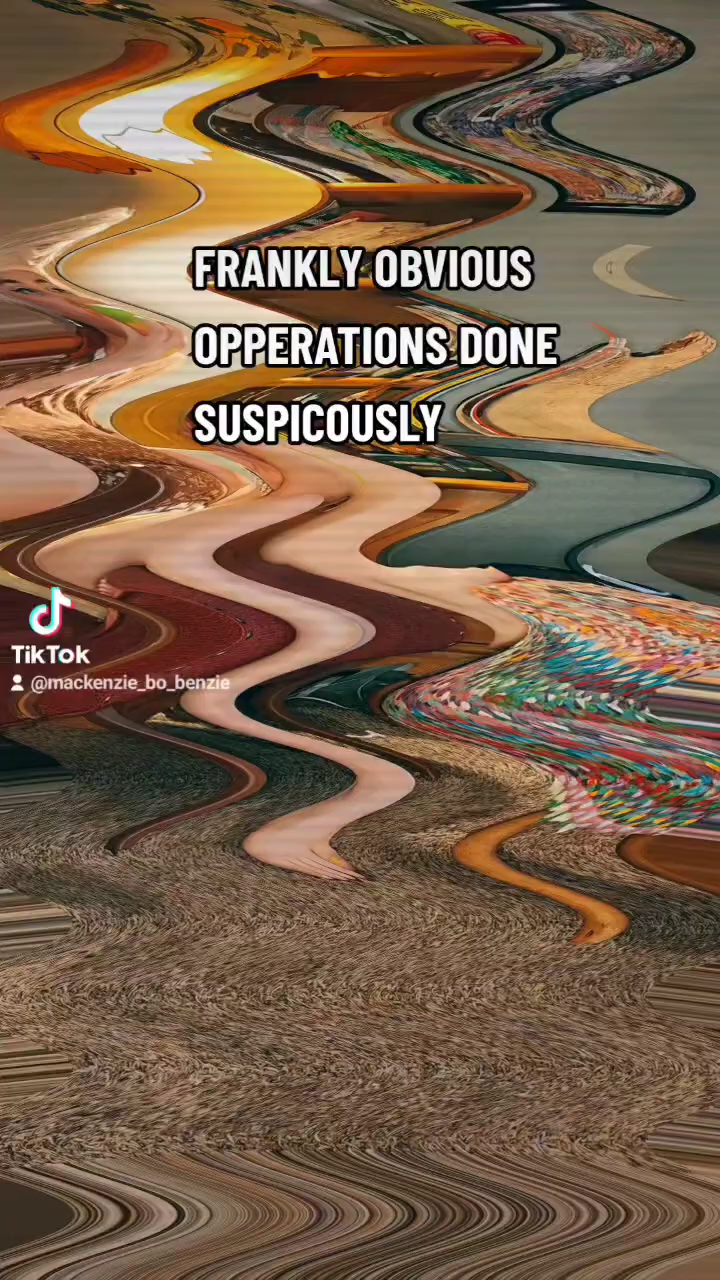 FRANKLY OBVIOUS
OPPERATIONS DONE
SUSPICOUSLY
TikTok
@mackenzie_bo_benzie